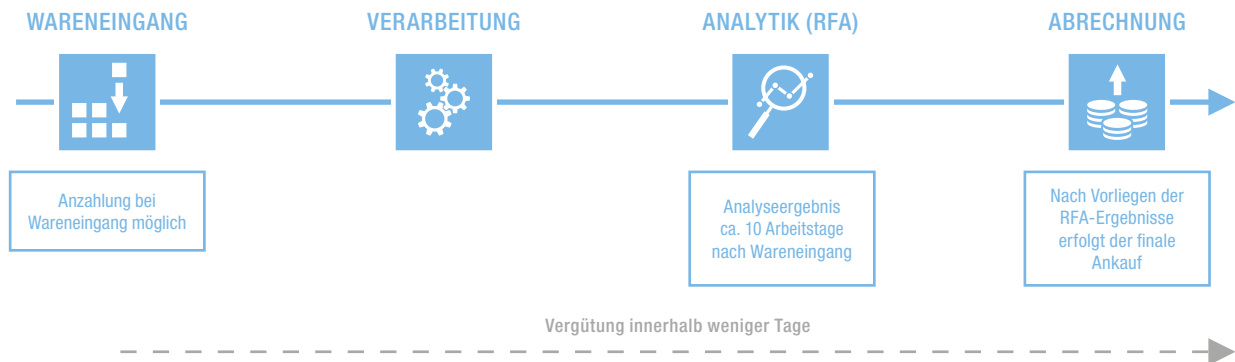 WARENEINGANG
VERARBEITUNG
ANALYTIK (RFA)
ABRECHNUNG
Anzahlung bei
Wareneingang möglich
Analyseergebnis
ca. 10 Arbeitstage
nach Wareneingang
Nach Vorliegen der
RFA-Ergebnisse
erfolgt der finale
Ankauf
Vergütung innerhalb weniger Tage